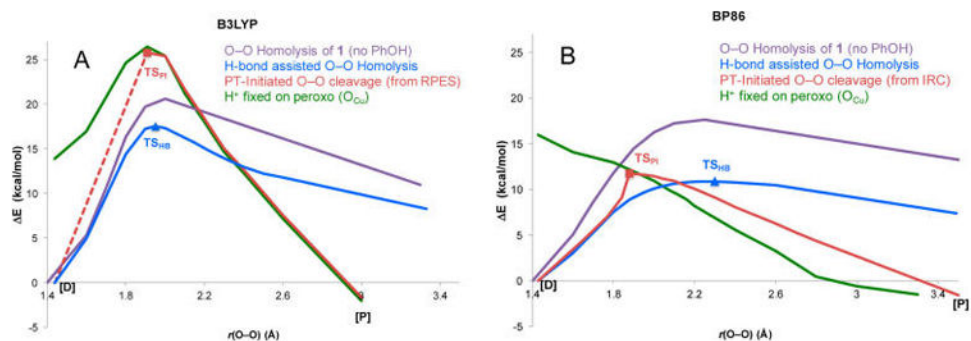 B3LYP
A
O–O Homolysis of 1 (no PhOH)
H-bond assisted O–O Homolysis
PT-Initiated O–O cleavage (from RPES)
H⁺ fixed on peroxo (O_Cu)
TS_PI
TS_HB
ΔE (kcal/mol)
25
20
15
10
5
0
-5
1.4
1.8
2.2
2.6
3
3.4
[D]
[P]
r(O–O) (Å)
BP86
B
O–O Homolysis of 1 (no PhOH)
H-bond assisted O–O Homolysis
PT-Initiated O–O cleavage (from IRC)
H⁺ fixed on peroxo (O_Cu)
TS_PI
TS_HB
ΔE (kcal/mol)
25
20
15
10
5
0
-5
1.4
1.8
2.2
2.6
3
3.4
[D]
[P]
r(O–O) (Å)